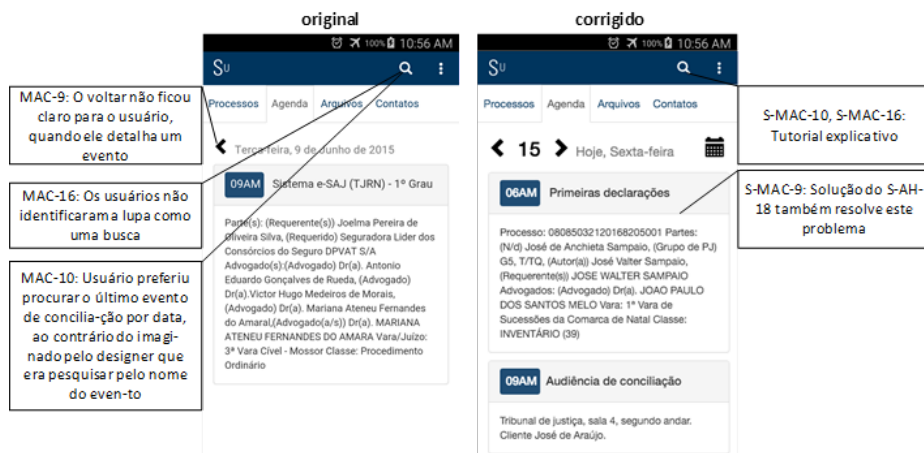 original
corrigido
100% 10:56 AM
SU
Processos Agenda Arquivos Contatos
Terça-feira, 9 de Junho de 2015
09AM Sistema e-SAJ (TJRN) - 1º Grau
Parte(s): (Requerente(s)) Joelma Pereira de
Oliveira Silva, (Requerido) Seguradora Lider dos
Consórcios do Seguro DPVAT S/A
Advogado(s):(Advogado) Dr(a). Antonio
Eduardo Gonçalves de Rueda, (Advogado)
Dr(a).Victor Hugo Medeiros de Morais,
(Advogado) Dr(a). Mariana Ateneu Fernandes
do Amaral,(Advogado(a/s)) Dr(a). MARIANA
ATENEU FERNANDES DO AMARA Vara/Juízo:
3ª Vara Cível - Mossor Classe: Procedimento
Ordinário
MAC-9: O voltar não ficou
claro para o usuário,
quando ele detalha um
evento
MAC-16: Os usuários não
identificaram a lupa como
uma busca
MAC-10: Usuário preferiu
procurar o último evento
de concilia-ção por data,
ao contrário do imagi-
nado pelo designer que
era pesquisar pelo nome
do even-to
100% 10:56 AM
SU
Processos Agenda Arquivos Contatos
15 Hoje, Sexta-feira
06AM Primeiras declarações
Processo: 08085032120168205001 Partes:
(N/d) José de Anchieta Sampaio, (Grupo de PJ)
G5, T/TQ, (Autor(a)) José Valter Sampaio,
(Requerente(s)) JOSE WALTER SAMPAIO
Advogados: (Advogado) Dr(a). JOAO PAULO
DOS SANTOS MELO Vara: 1ª Vara de
Sucessões da Comarca de Natal Classe:
INVENTÁRIO (39)
09AM Audiência de conciliação
Tribunal de justiça, sala 4, segundo andar.
Cliente José de Araújo.
S-MAC-10, S-MAC-16:
Tutorial explicativo
S-MAC-9: Solução do S-AH-
18 também resolve este
problema